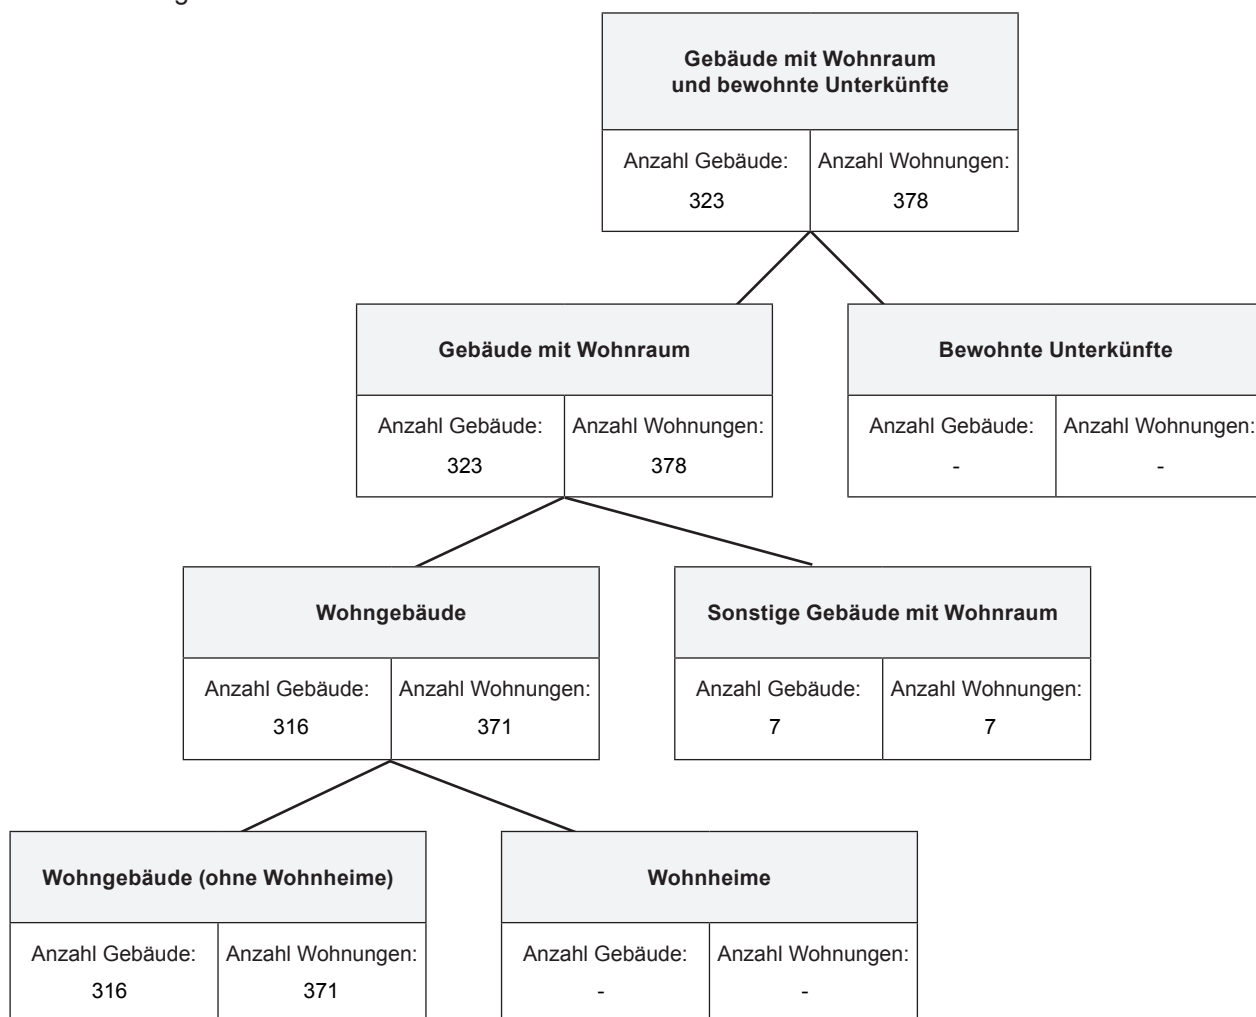 Gebäude mit Wohnraum
und bewohnte Unterkünfte
Anzahl Gebäude: Anzahl Wohnungen:
323 378
Gebäude mit Wohnraum Bewohnte Unterkünfte
Anzahl Gebäude: Anzahl Wohnungen: Anzahl Gebäude: Anzahl Wohnungen:
323 378 - -
Wohngebäude Sonstige Gebäude mit Wohnraum
Anzahl Gebäude: Anzahl Wohnungen: Anzahl Gebäude: Anzahl Wohnungen:
316 371 7 7
Wohngebäude (ohne Wohnheime) Wohnheime
Anzahl Gebäude: Anzahl Wohnungen: Anzahl Gebäude: Anzahl Wohnungen:
316 371 - -